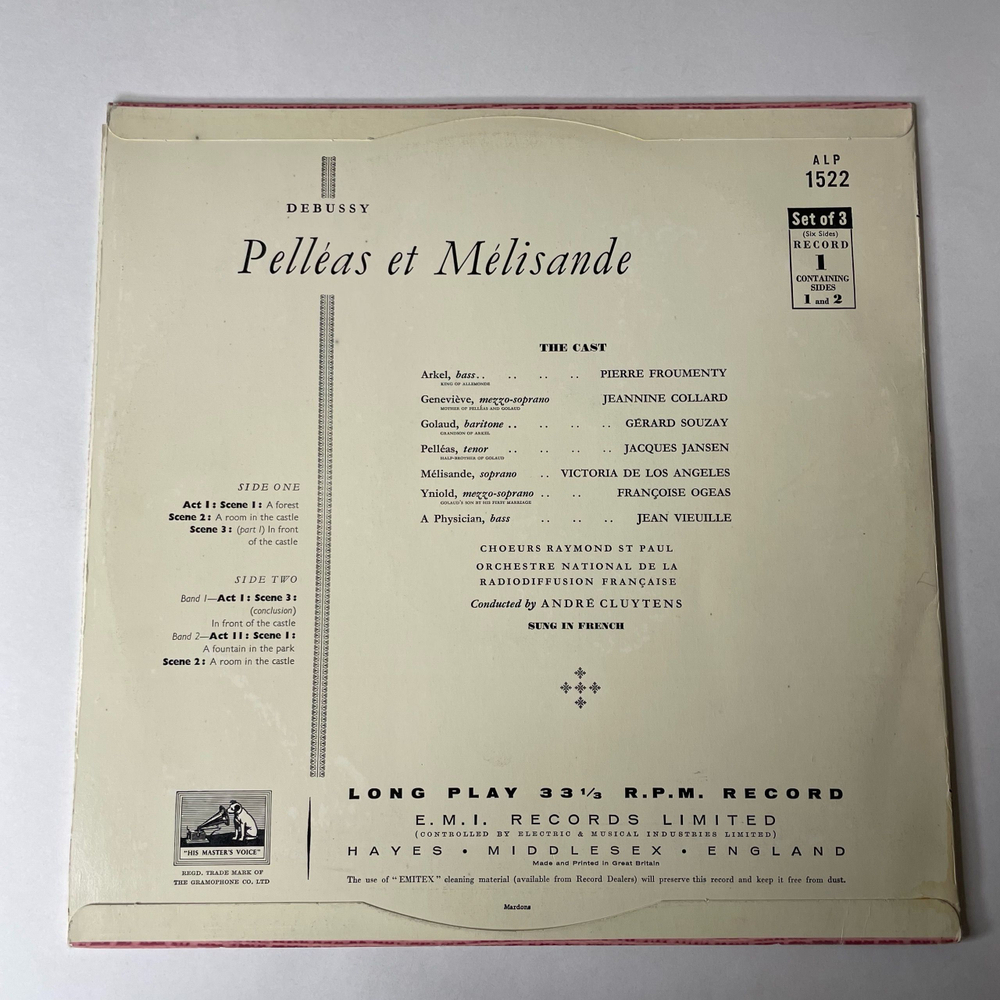 ALP
1522
Set of 3
(Six Sides)
RECORD
1
CONTAINING
SIDES
1 and 2
DEBUSSY
Pelléas et Mélisande
THE CAST
Arkel, bass.. .. .. .. PIERRE FROUMENTY
KING OF ALLEMONDE
Geneviève, mezzo-soprano JEANNINE COLLARD
MOTHER OF PELLÉAS AND GOLAUD
Golaud, baritone .. .. .. .. GÉRARD SOUZAY
GRANDSON OF ARKEL
Pelléas, tenor .. .. .. .. JACQUES JANSEN
HALF-BROTHER OF GOLAUD
Mélisande, soprano .. VICTORIA DE LOS ANGELES
Yniold, mezzo-soprano .. .. FRANÇOISE OGEAS
GOLAUD'S SON BY HIS FIRST MARRIAGE
A Physician, bass .. .. .. JEAN VIEUILLE
CHOEURS RAYMOND ST PAUL
ORCHESTRE NATIONAL DE LA
RADIODIFFUSION FRANÇAISE
Conducted by ANDRÉ CLUYTENS
SUNG IN FRENCH
SIDE ONE
Act I: Scene I: A forest
Scene 2: A room in the castle
Scene 3: (part I) In front
of the castle
SIDE TWO
Band I—Act I: Scene 3:
(conclusion)
In front of the castle
Band 2—Act II: Scene I:
A fountain in the park
Scene 2: A room in the castle
"HIS MASTER'S VOICE"
REGD. TRADE MARK OF
THE GRAMOPHONE CO, LTD
LONG PLAY 33 1/3 R.P.M. RECORD
E.M.I. RECORDS LIMITED
(CONTROLLED BY ELECTRIC & MUSICAL INDUSTRIES LIMITED)
HAYES • MIDDLESEX • ENGLAND
Made and Printed in Great Britain
The use of "EMITEX" cleaning material (available from Record Dealers) will preserve this record and keep it free from dust.
Mardons